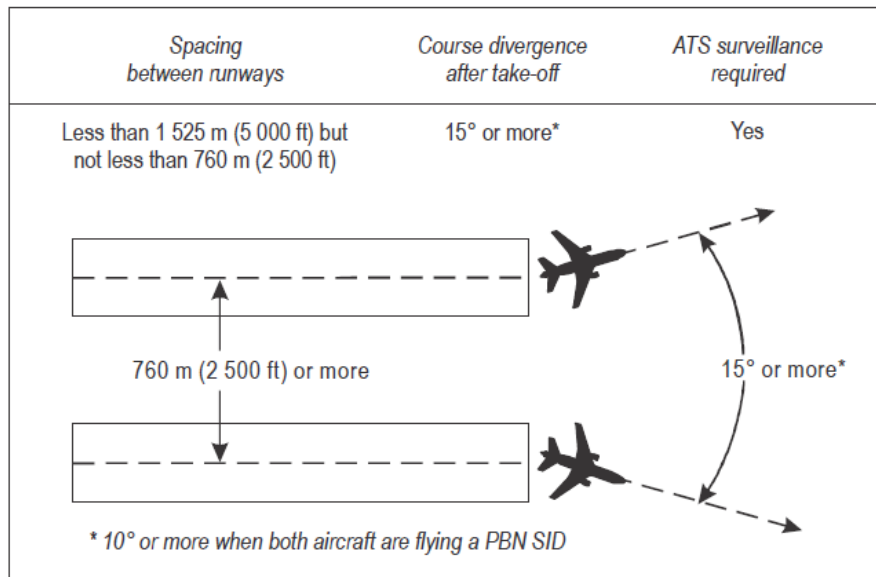 Spacing
between runways
Course divergence
after take-off
ATS surveillance
required
Less than 1 525 m (5 000 ft) but
not less than 760 m (2 500 ft)
15° or more*
Yes
760 m (2 500 ft) or more
15° or more*
* 10° or more when both aircraft are flying a PBN SID